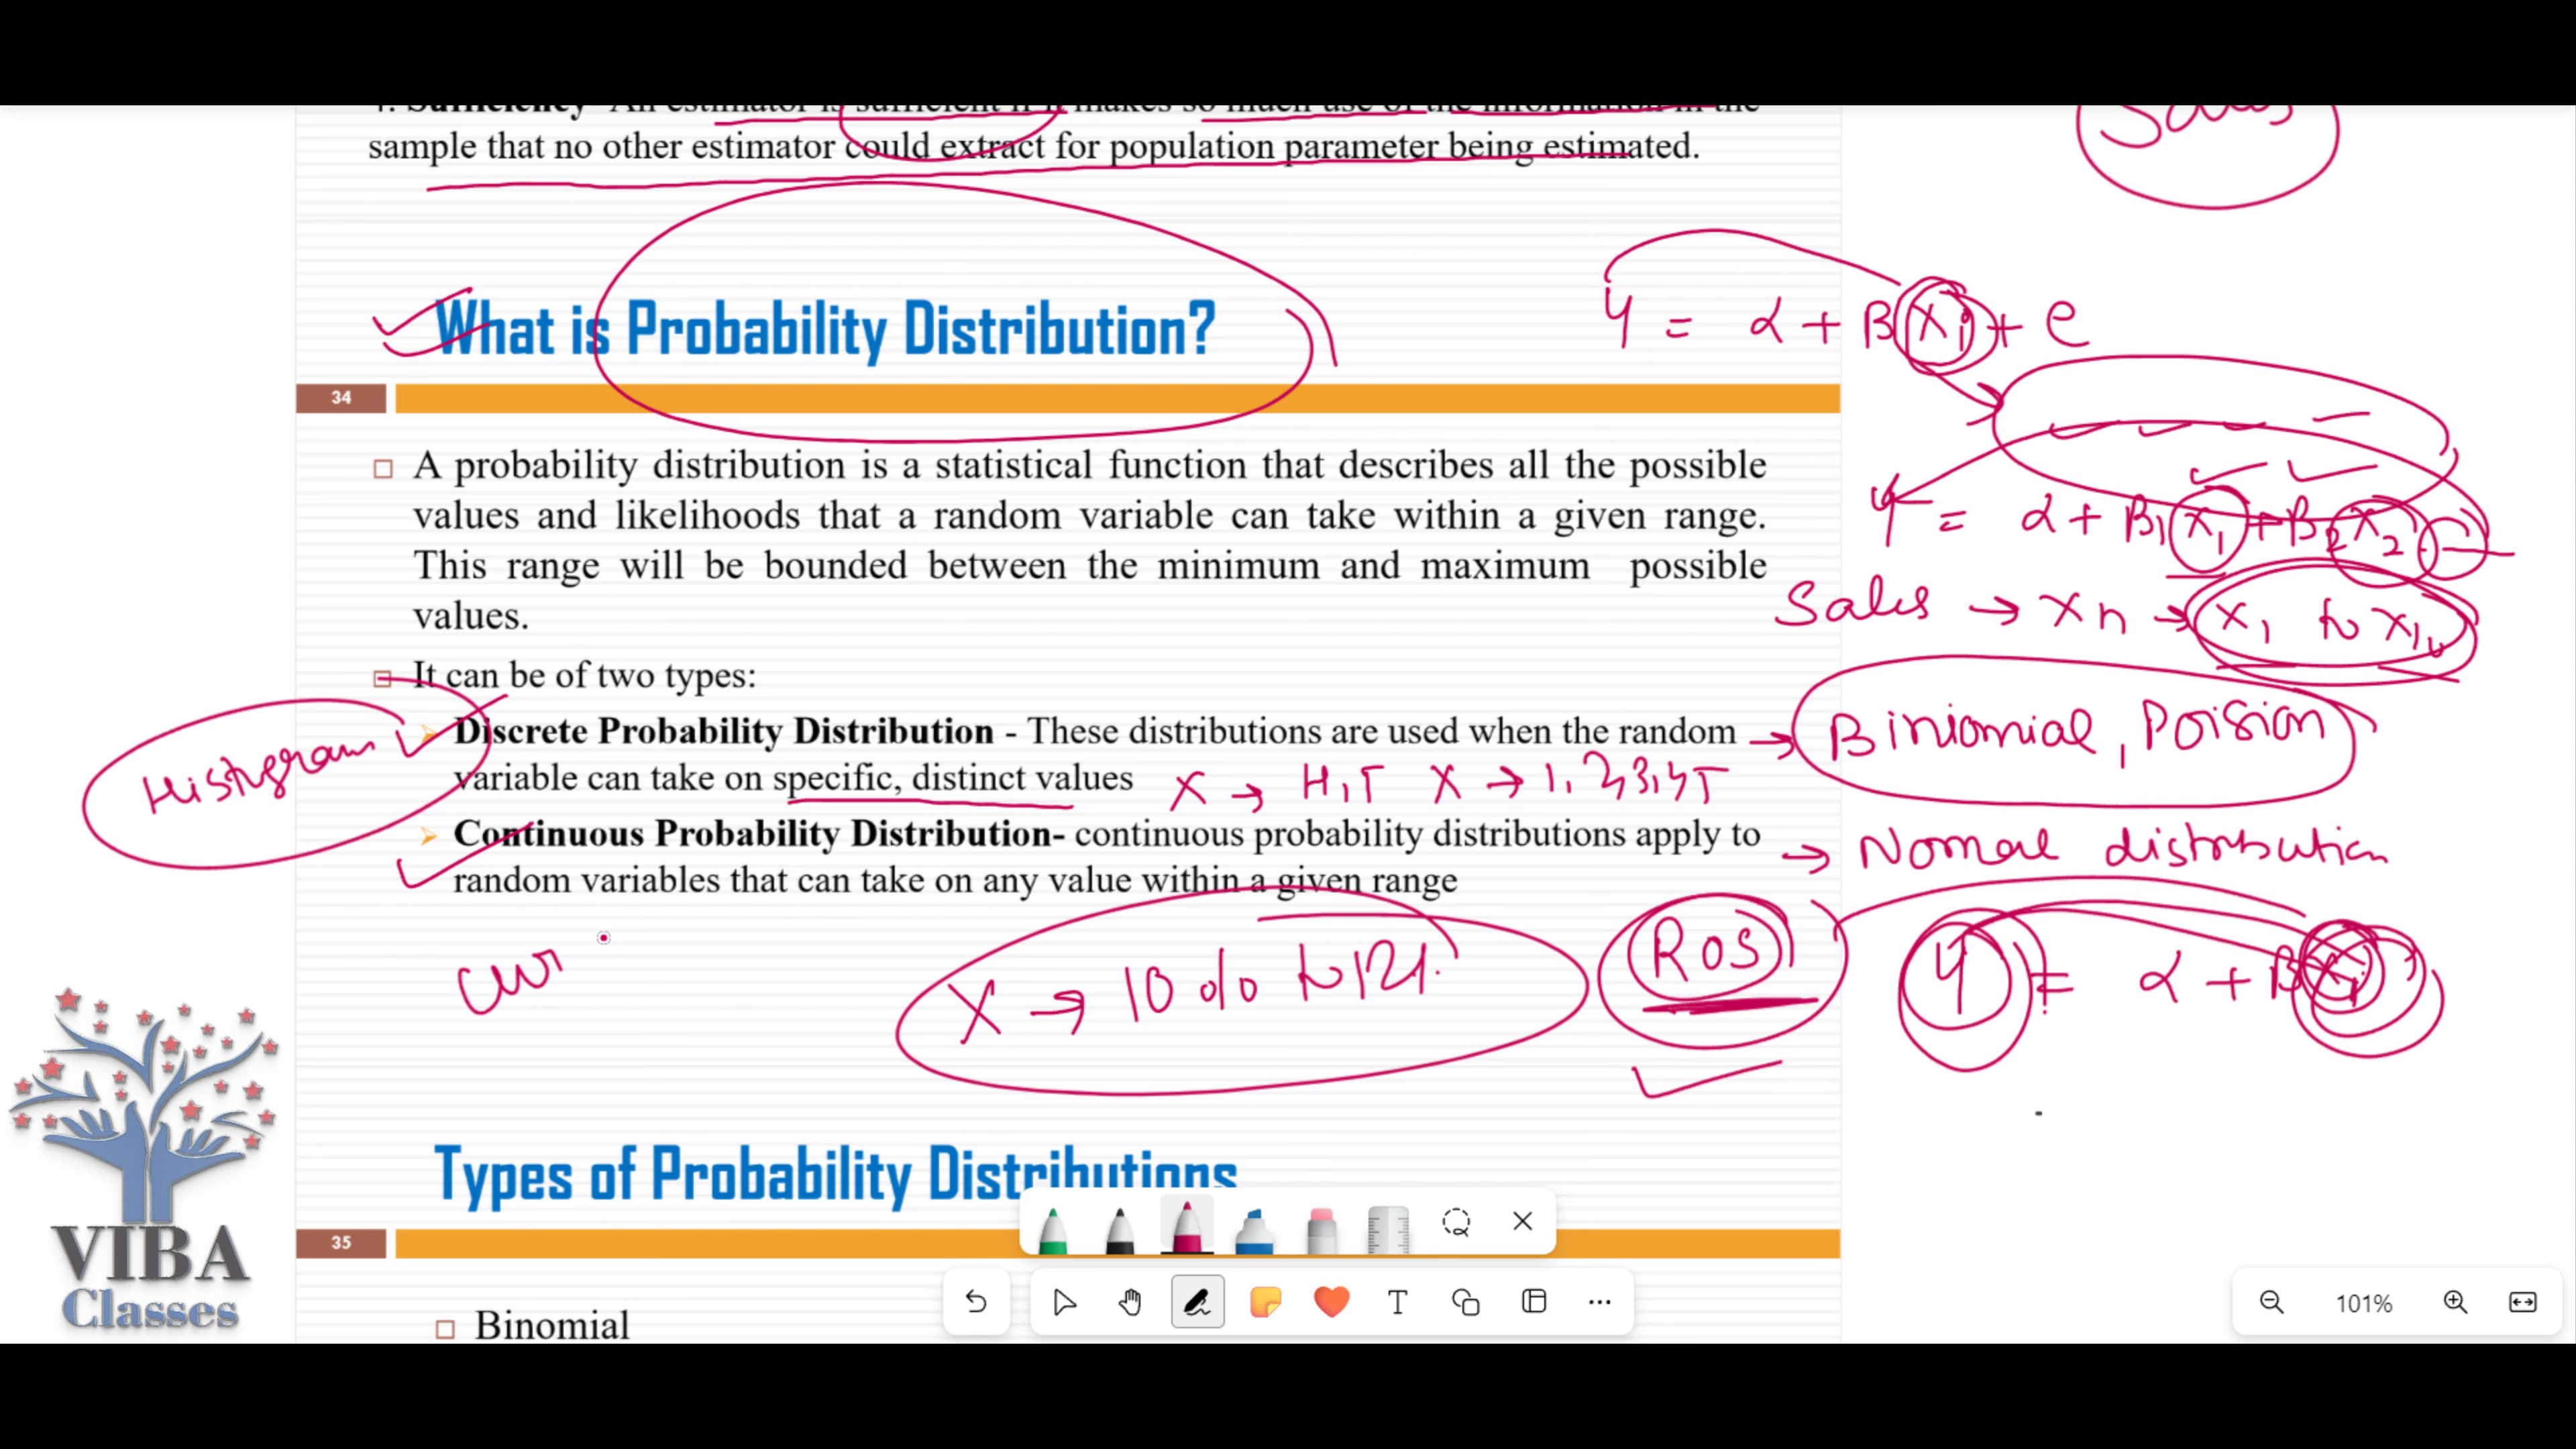 sample that no other estimator could extract for population parameter being estimated.
What is Probability Distribution?
34
Y = α + β Xi + e
A probability distribution is a statistical function that describes all the possible
values and likelihoods that a random variable can take within a given range.
This range will be bounded between the minimum and maximum possible
values.
Y = α + β1 X1 + β2 X2
Sales → Xn → X1 to X10
It can be of two types:
Histogram
Discrete Probability Distribution - These distributions are used when the random
variable can take on specific, distinct values
→ Biniomial, Poision
X → H, T X → 1, 2, 3, 4, 5
Continuous Probability Distribution- continuous probability distributions apply to
random variables that can take on any value within a given range
→ Normal distribution
X → 10% to 12%.
ROS
Y = α + β Xi
Types of Probability Distributions
35
Binomial
VIBA
Classes
T
101%